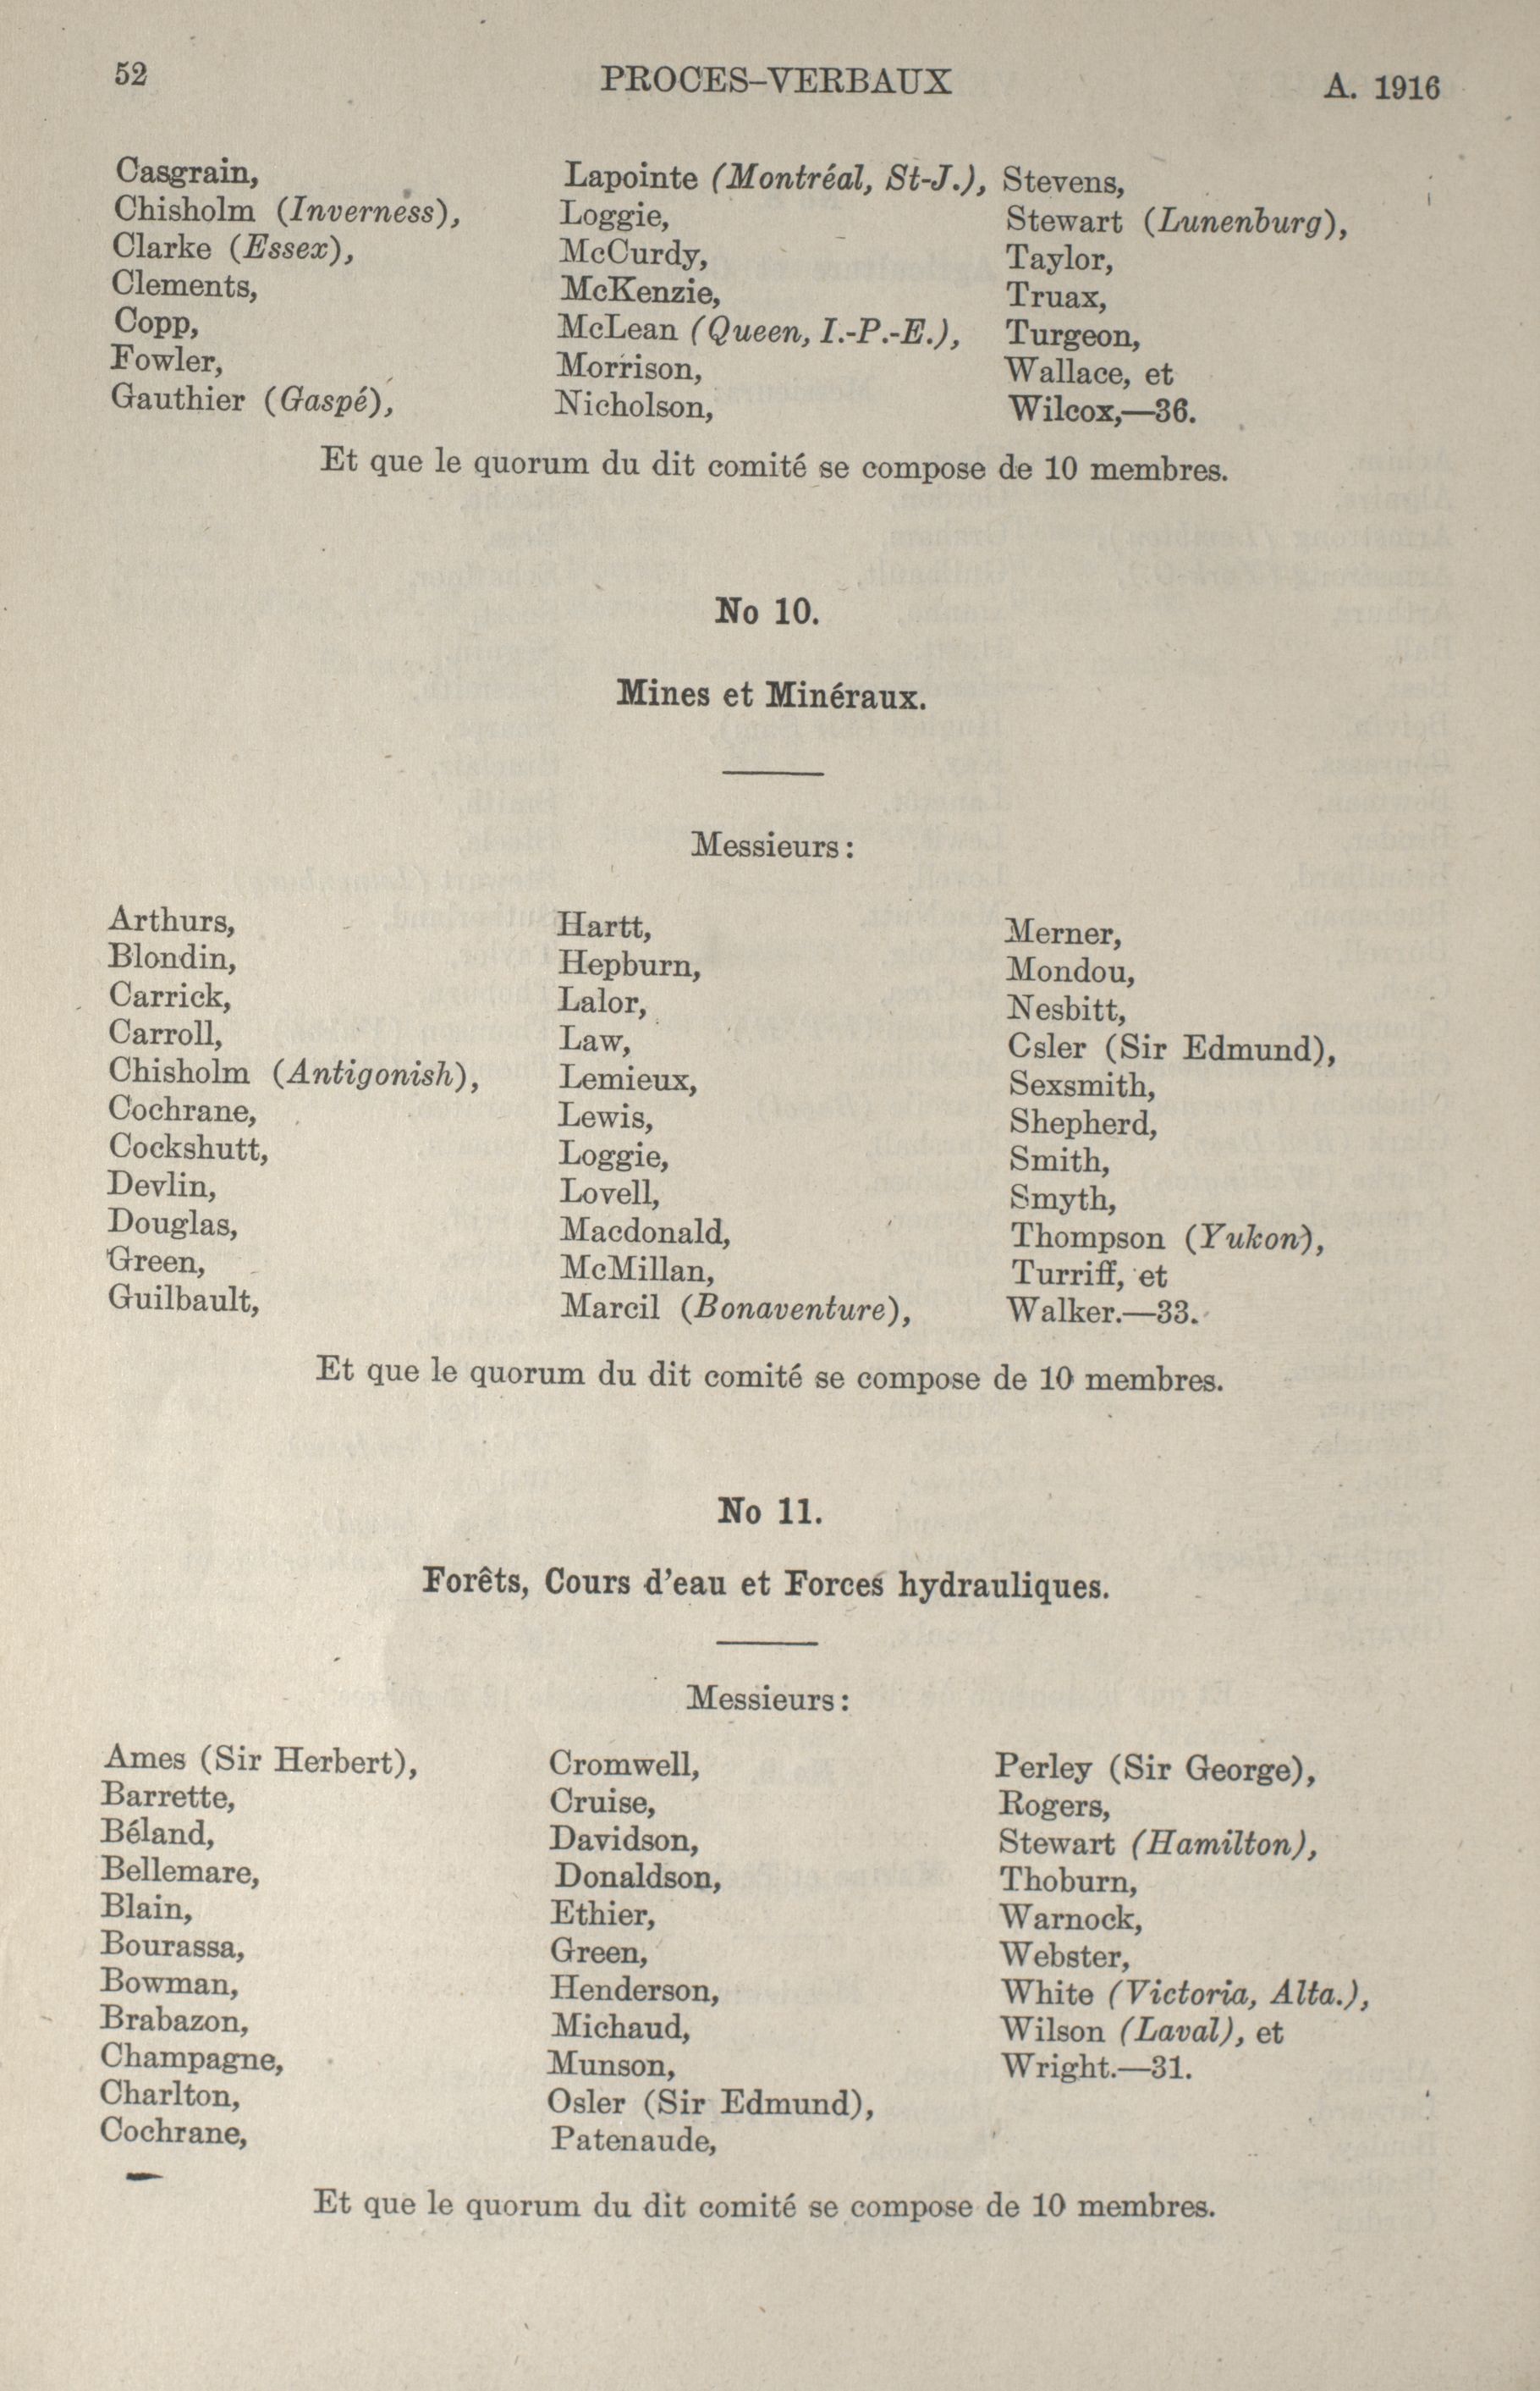 52 PROCES-VERBAUX A. 1916
Casgrain,
Chisholm (Inverness),
Clarke (Essex),
Clements,
Copp,
Fowler,
Gauthier (Gaspé),
Lapointe (Montréal, St-J.),
Loggie,
McCurdy,
McKenzie,
McLean (Queen, I.-P.-E.),
Morrison,
Nicholson,
Stevens,
Stewart (Lunenburg),
Taylor,
Truax,
Turgeon,
Wallace, et
Wilcox,—36.
Et que le quorum du dit comité se compose de 10 membres.
No 10.
Mines et Minéraux.
Messieurs:
Arthurs,
Blondin,
Carrick,
Carroll,
Chisholm (Antigonish),
Cochrane,
Cockshutt,
Devlin,
Douglas,
Green,
Guilbault,
Hartt,
Hepburn,
Lalor,
Law,
Lemieux,
Lewis,
Loggie,
Lovell,
Macdonald,
McMillan,
Marcil (Bonaventure),
Merner,
Mondou,
Nesbitt,
Csler (Sir Edmund),
Sexsmith,
Shepherd,
Smith,
Smyth,
Thompson (Yukon),
Turriff, et
Walker.—33.
Et que le quorum du dit comité se compose de 10 membres.
No 11.
Forêts, Cours d'eau et Forces hydrauliques.
Messieurs:
Ames (Sir Herbert),
Barrette,
Béland,
Bellemare,
Blain,
Bourassa,
Bowman,
Brabazon,
Champagne,
Charlton,
Cochrane,
Cromwell,
Cruise,
Davidson,
Donaldson,
Ethier,
Green,
Henderson,
Michaud,
Munson,
Osler (Sir Edmund),
Patenaude,
Perley (Sir George),
Rogers,
Stewart (Hamilton),
Thoburn,
Warnock,
Webster,
White (Victoria, Alta.),
Wilson (Laval), et
Wright.—31.
Et que le quorum du dit comité se compose de 10 membres.